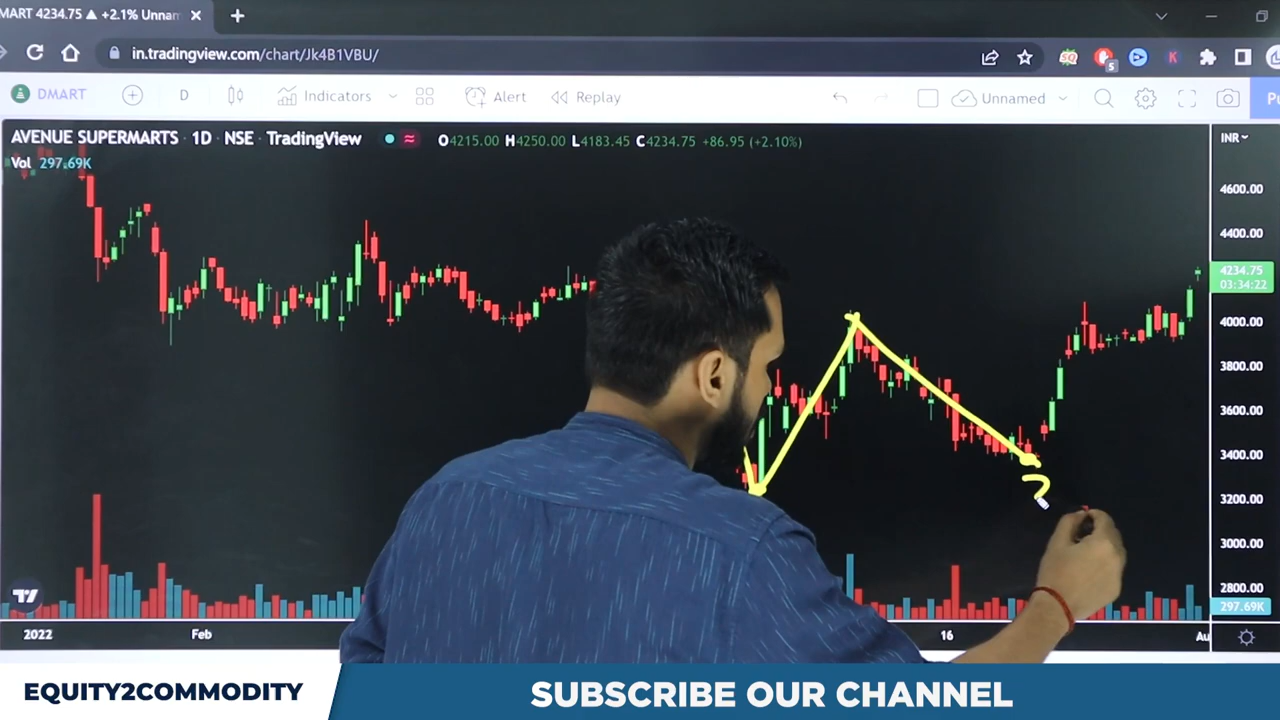 MART 4234.75 ▲ +2.1% Unnam
in.tradingview.com/chart/Jk4B1VBU/
DMART D Indicators Alert Replay Unnamed
AVENUE SUPERMARTS · 1D · NSE · TradingView O4215.00 H4250.00 L4183.45 C4234.75 +86.95 (+2.10%) INR
Vol 297.69K
4600.00
4400.00
4234.75
03:34:22
4000.00
3800.00
3600.00
3400.00
?
3200.00
3000.00
2800.00
297.69K
2022 Feb 16 Au
EQUITY2COMMODITY SUBSCRIBE OUR CHANNEL